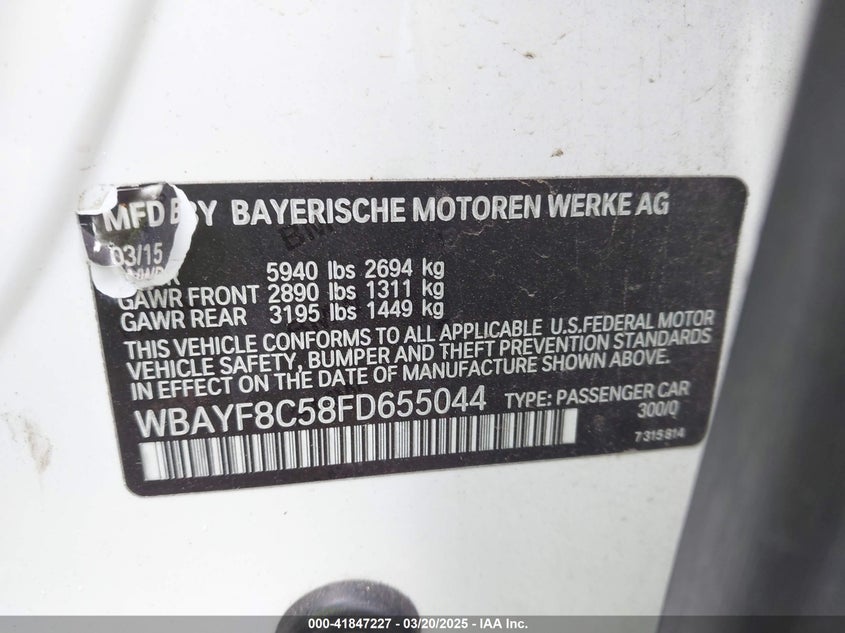 MFD BY BAYERISCHE MOTOREN WERKE AG
03/15
5940 lbs 2694 kg
GAWR FRONT 2890 lbs 1311 kg
GAWR REAR 3195 lbs 1449 kg
THIS VEHICLE CONFORMS TO ALL APPLICABLE U.S.FEDERAL MOTOR
VEHICLE SAFETY, BUMPER AND THEFT PREVENTION STANDARDS
IN EFFECT ON THE DATE OF MANUFACTURE SHOWN ABOVE.
WBAYF8C58FD655044 TYPE: PASSENGER CAR
300/0
7315814
000-41847227 - 03/20/2025 - © IAA Inc.